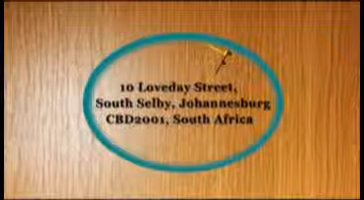 10 Loveday Street,
South Selby, Johannesburg
CBD2001, South Africa